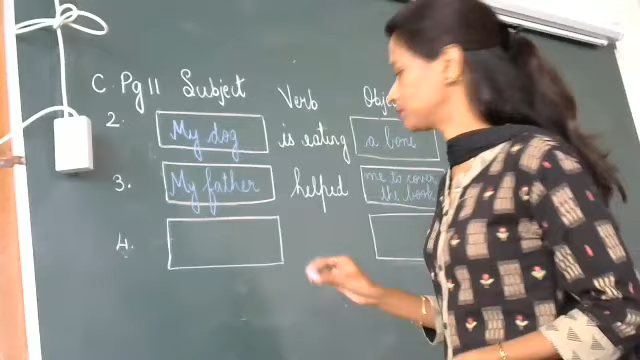 C. Pg 11 Subject Verb Obje
2. My dog is eating a bone
3. My father helped me to cover the book
4.